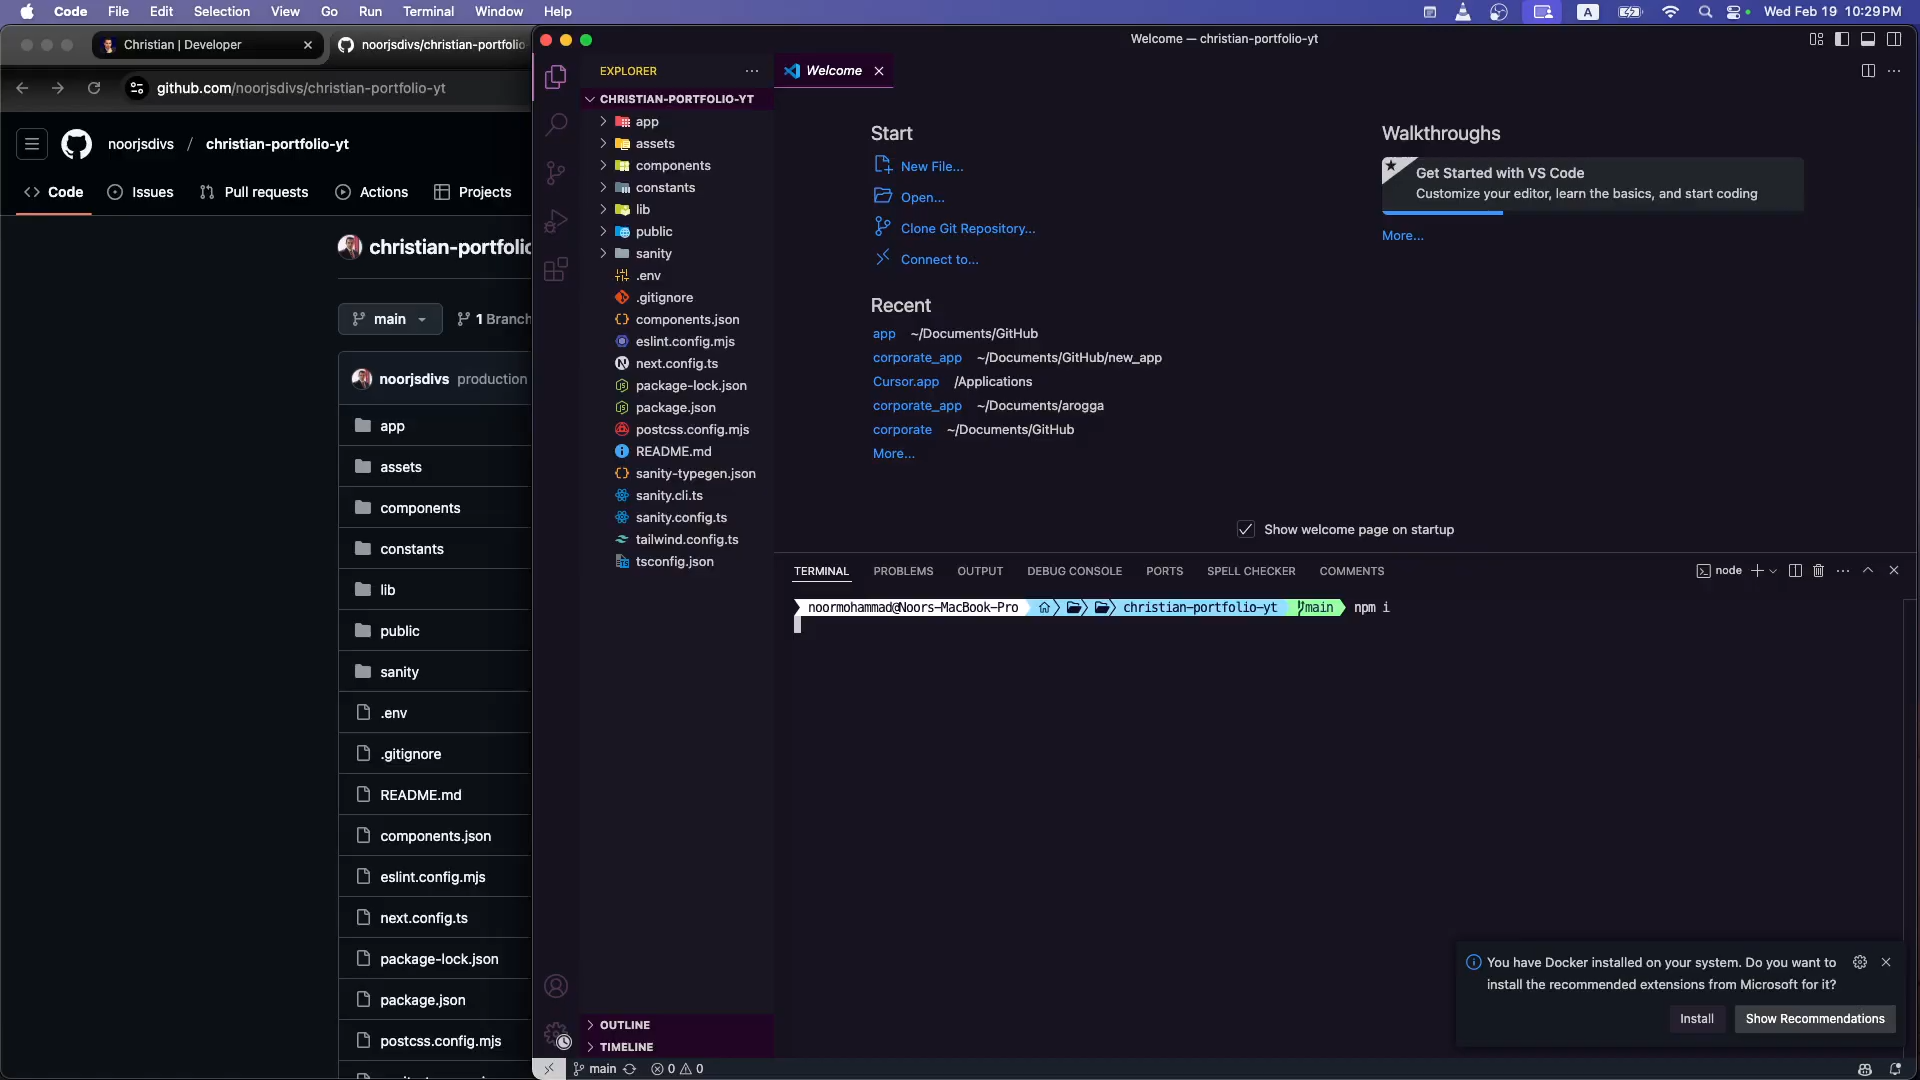 Code File Edit Selection View Go Run Terminal Window Help
A Wed Feb 19 10:29 PM
Christian | Developer
noorjsdivs/christian-portfolio
github.com/noorjsdivs/christian-portfolio-yt
noorjsdivs / christian-portfolio-yt
Code Issues Pull requests Actions Projects
christian-portfolio
main
1 Branch
noorjsdivs production
app
assets
components
constants
lib
public
sanity
.env
.gitignore
README.md
components.json
eslint.config.mjs
next.config.ts
package-lock.json
package.json
postcss.config.mjs
Welcome — christian-portfolio-yt
EXPLORER
CHRISTIAN-PORTFOLIO-YT
app
assets
components
constants
lib
public
sanity
.env
.gitignore
components.json
eslint.config.mjs
next.config.ts
package-lock.json
package.json
postcss.config.mjs
README.md
sanity-typegen.json
sanity.cli.ts
sanity.config.ts
tailwind.config.ts
tsconfig.json
OUTLINE
TIMELINE
Welcome
Start
New File...
Open...
Clone Git Repository...
Connect to...
Recent
app ~/Documents/GitHub
corporate_app ~/Documents/GitHub/new_app
Cursor.app /Applications
corporate_app ~/Documents/arogga
corporate ~/Documents/GitHub
More...
Walkthroughs
Get Started with VS Code
Customize your editor, learn the basics, and start coding
More...
Show welcome page on startup
TERMINAL PROBLEMS OUTPUT DEBUG CONSOLE PORTS SPELL CHECKER COMMENTS
node
noormohammad@Noors-MacBook-Pro christian-portfolio-yt main npm i
You have Docker installed on your system. Do you want to
install the recommended extensions from Microsoft for it?
Install Show Recommendations
main 0 0